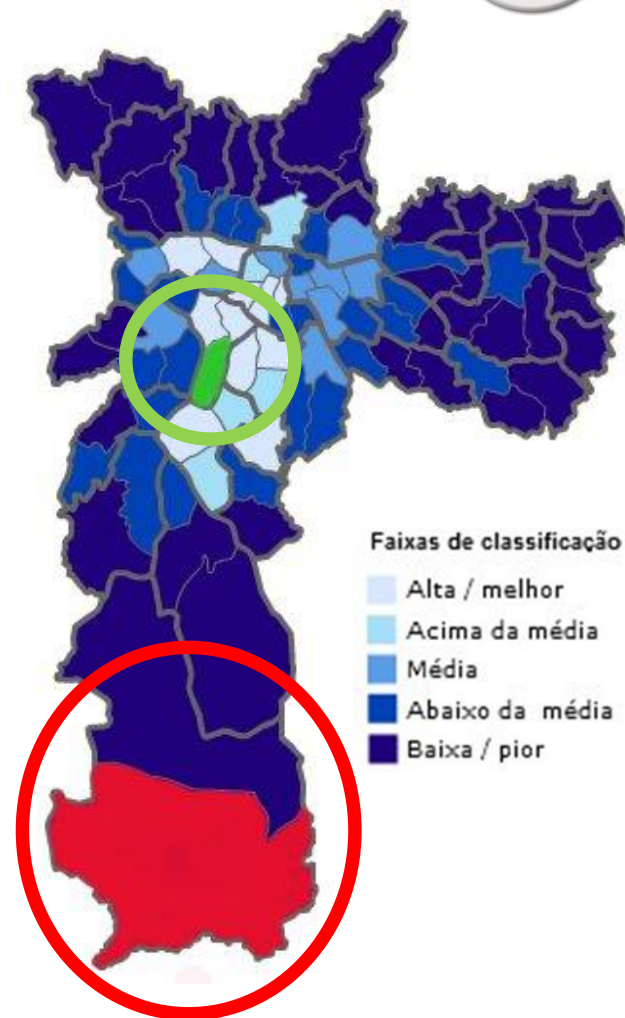 Faixas de classificação
Alta / melhor
Acima da média
Média
Abaixo da média
Baixa / pior